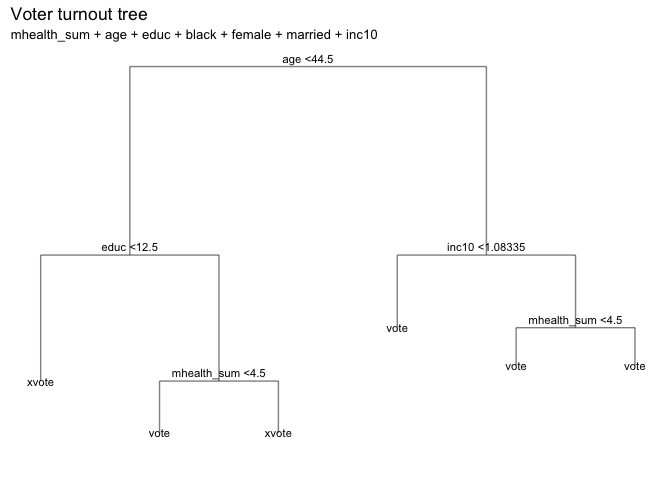 Voter turnout tree
mhealth_sum + age + educ + black + female + married + inc10
age <44.5
educ <12.5
inc10 <1.08335
vote
mhealth_sum <4.5
vote
vote
xvote
mhealth_sum <4.5
vote
xvote